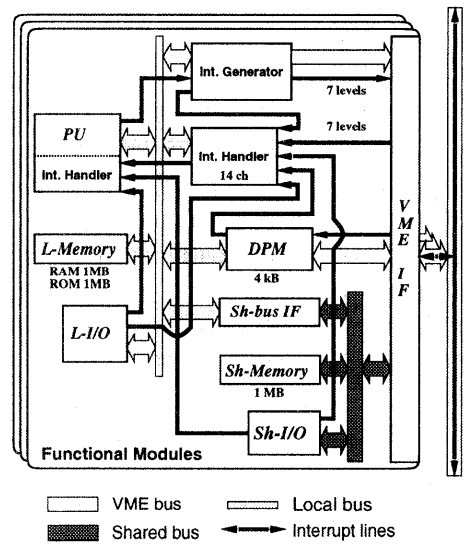 Int. Generator
7 levels
PU
Int. Handler
7 levels
Int. Handler
14 ch
VME IF
L-Memory
RAM 1MB
ROM 1MB
DPM
4 kB
L-I/O
Sh-bus IF
Sh-Memory
1 MB
Sh-I/O
Functional Modules
VME bus
Local bus
Shared bus
Interrupt lines